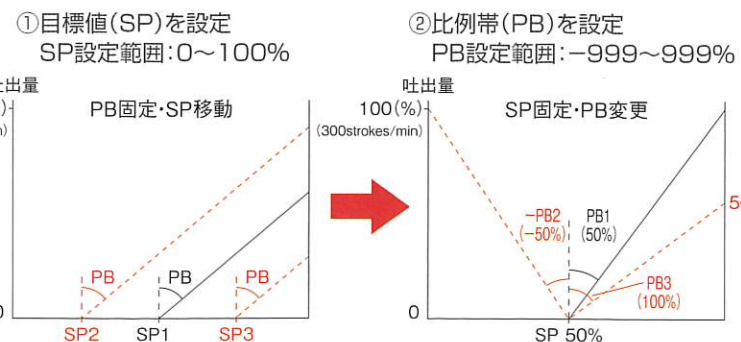 ①目標値(SP)を設定
SP設定範囲:0～100%
吐出量
PB固定・SP移動
PB
PB
PB
SP2
SP1
SP3
②比例帯(PB)を設定
PB設定範囲:−999～999%
吐出量
100(%)
(300strokes/min)
SP固定・PB変更
−PB2
(−50%)
PB1
(50%)
PB3
(100%)
0
SP 50%